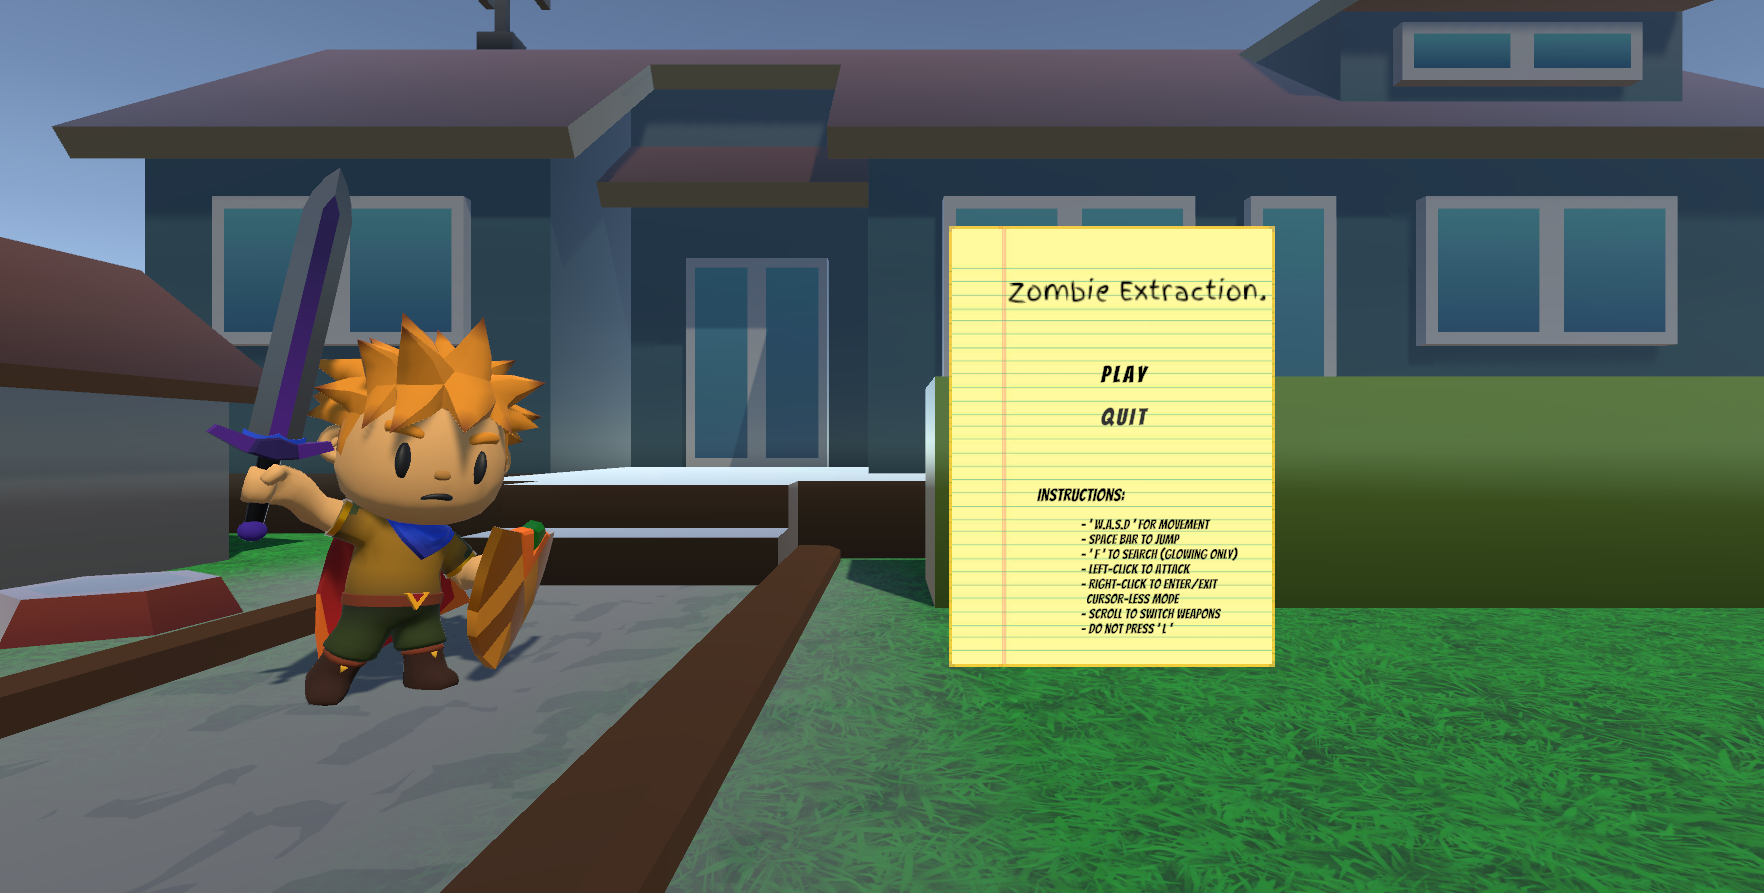 Zombie Extraction.
PLAY
QUIT
INSTRUCTIONS:
- 'W.A.S.D' FOR MOVEMENT
- SPACE BAR TO JUMP
- 'F' TO SEARCH (GLOWING ONLY)
- LEFT-CLICK TO ATTACK
- RIGHT-CLICK TO ENTER/EXIT
CURSOR-LESS MODE
- SCROLL TO SWITCH WEAPONS
- DO NOT PRESS 'L'